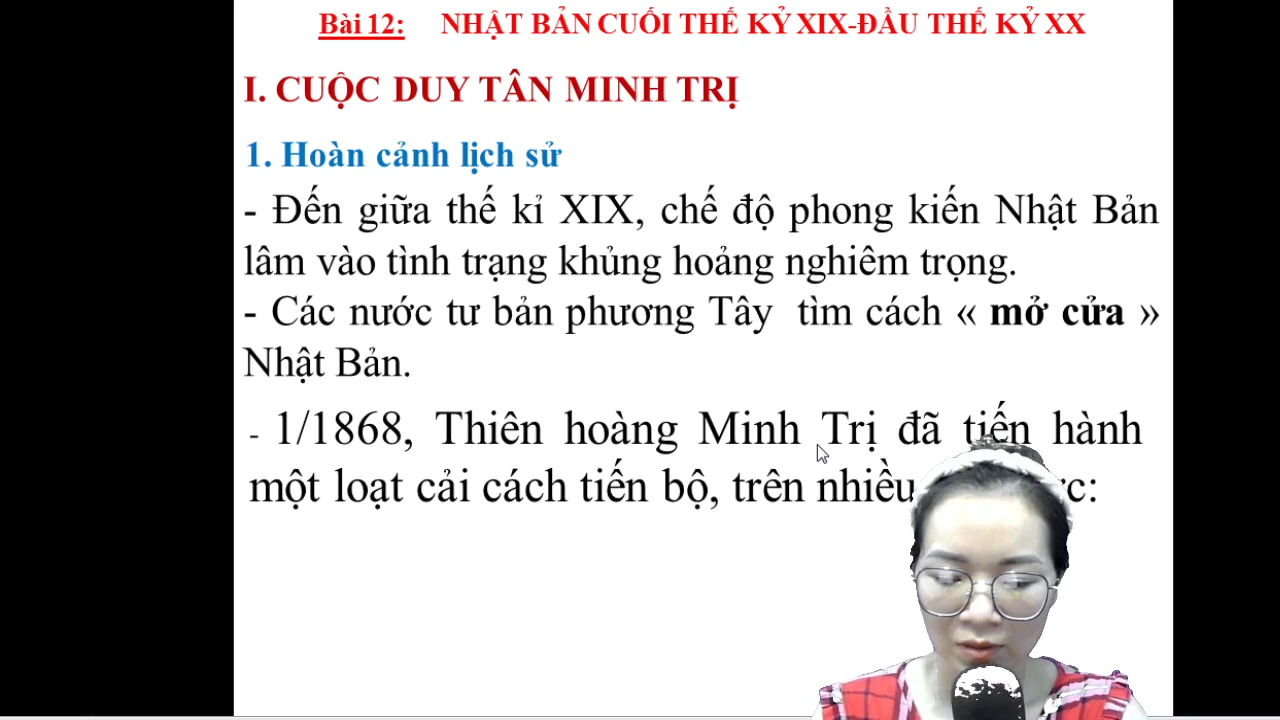 Bài 12: NHẬT BẢN CUỐI THẾ KỶ XIX-ĐẦU THẾ KỶ XX
I. CUỘC DUY TÂN MINH TRỊ
1. Hoàn cảnh lịch sử
- Đến giữa thế kỉ XIX, chế độ phong kiến Nhật Bản
lâm vào tình trạng khủng hoảng nghiêm trọng.
- Các nước tư bản phương Tây tìm cách « mở cửa »
Nhật Bản.
- 1/1868, Thiên hoàng Minh Trị đã tiến hành
một loạt cải cách tiến bộ, trên nhiều